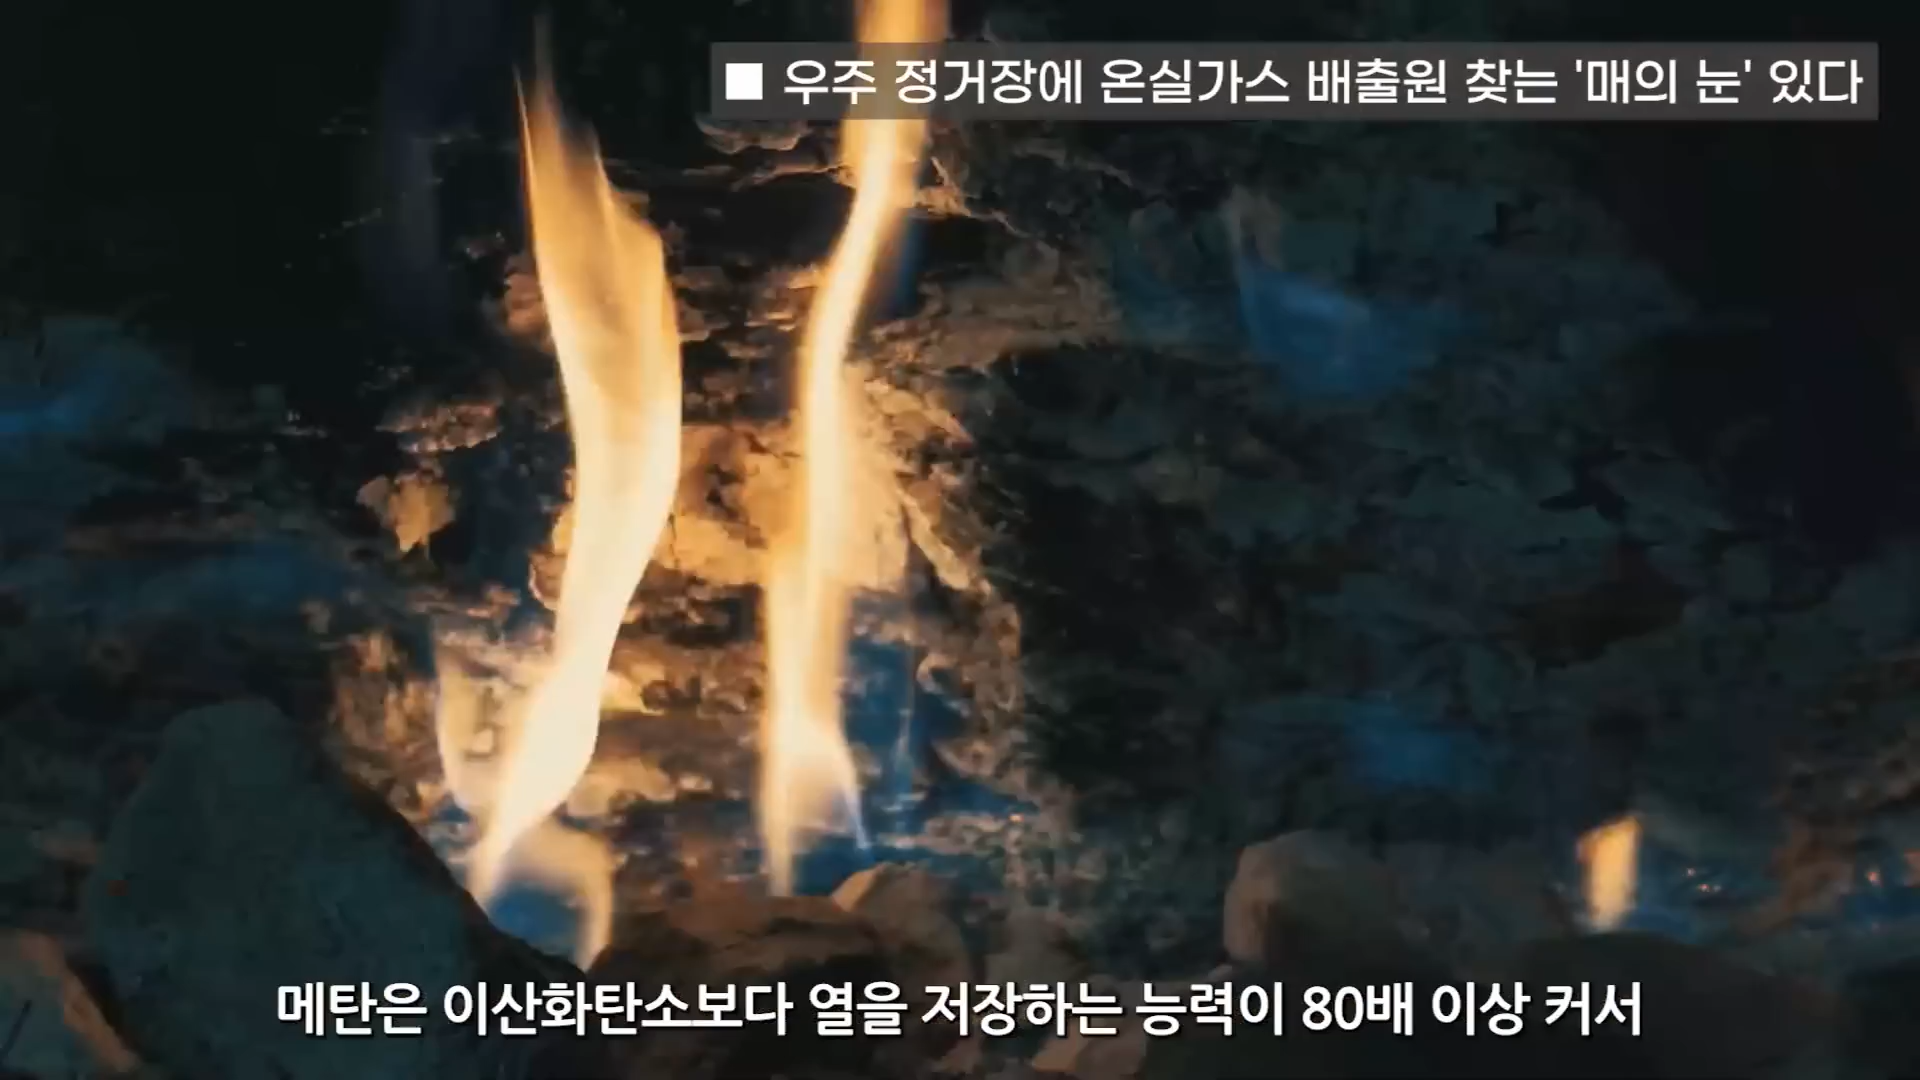 ■ 우주 정거장에 온실가스 배출원 찾는 '매의 눈' 있다
메탄은 이산화탄소보다 열을 저장하는 능력이 80배 이상 커서